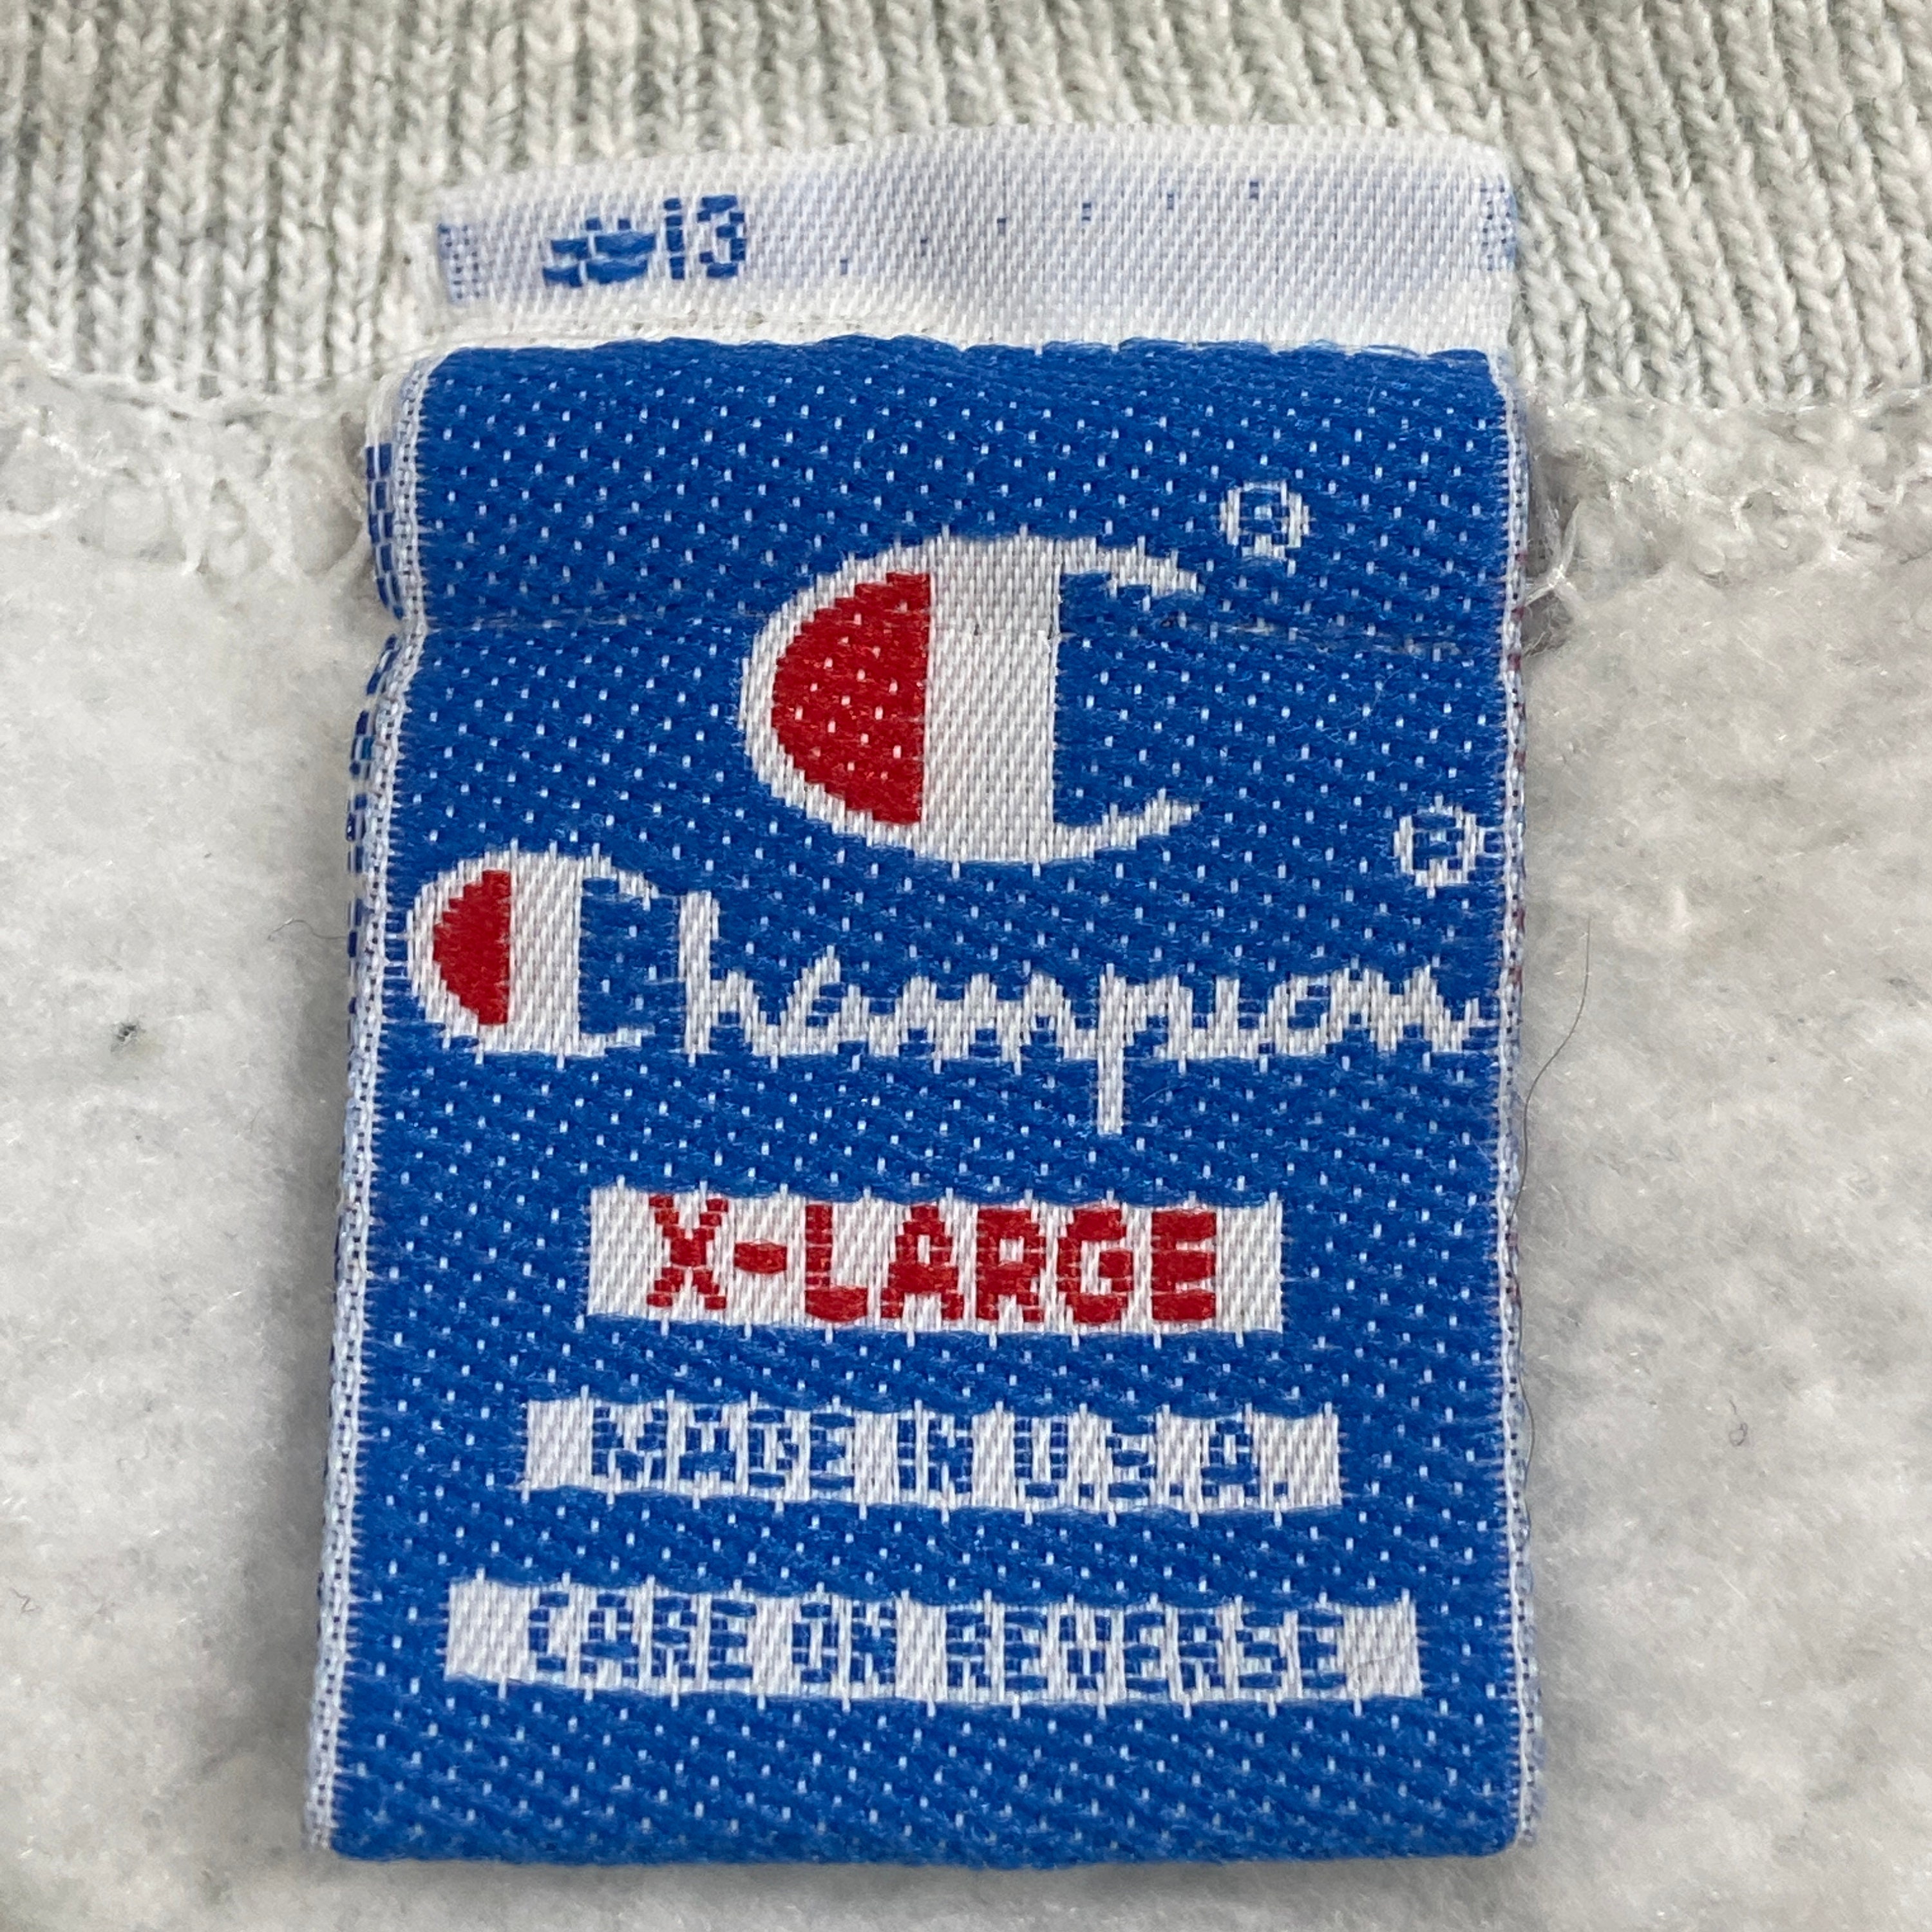 #13
C®
Champion®
X-LARGE
MADE IN U.S.A.
CARE ON REVERSE